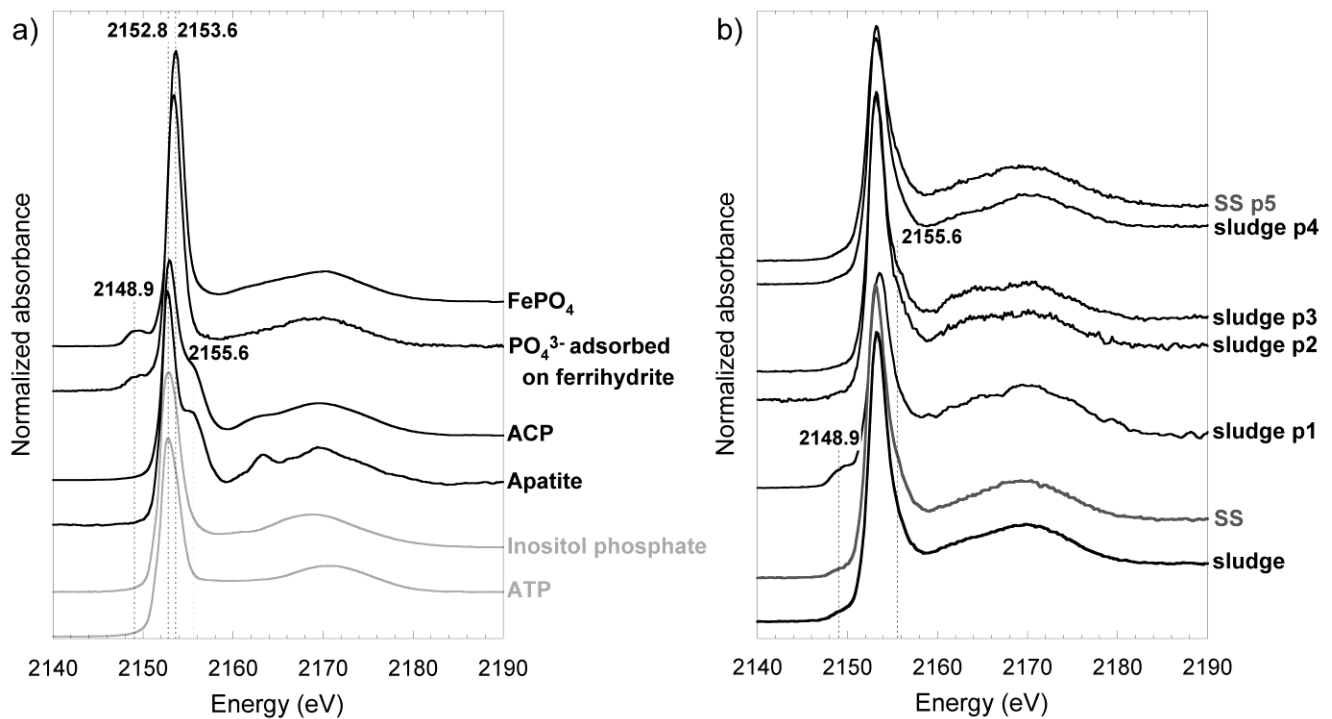 a)
2152.8
2153.6
2148.9
2155.6
FePO4
PO4 3- adsorbed
on ferrihydrite
ACP
Apatite
Inositol phosphate
ATP
Normalized absorbance
2140 2150 2160 2170 2180 2190
Energy (eV)
b)
2155.6
2148.9
SS p5
sludge p4
sludge p3
sludge p2
sludge p1
SS
sludge
Normalized absorbance
2140 2150 2160 2170 2180 2190
Energy (eV)